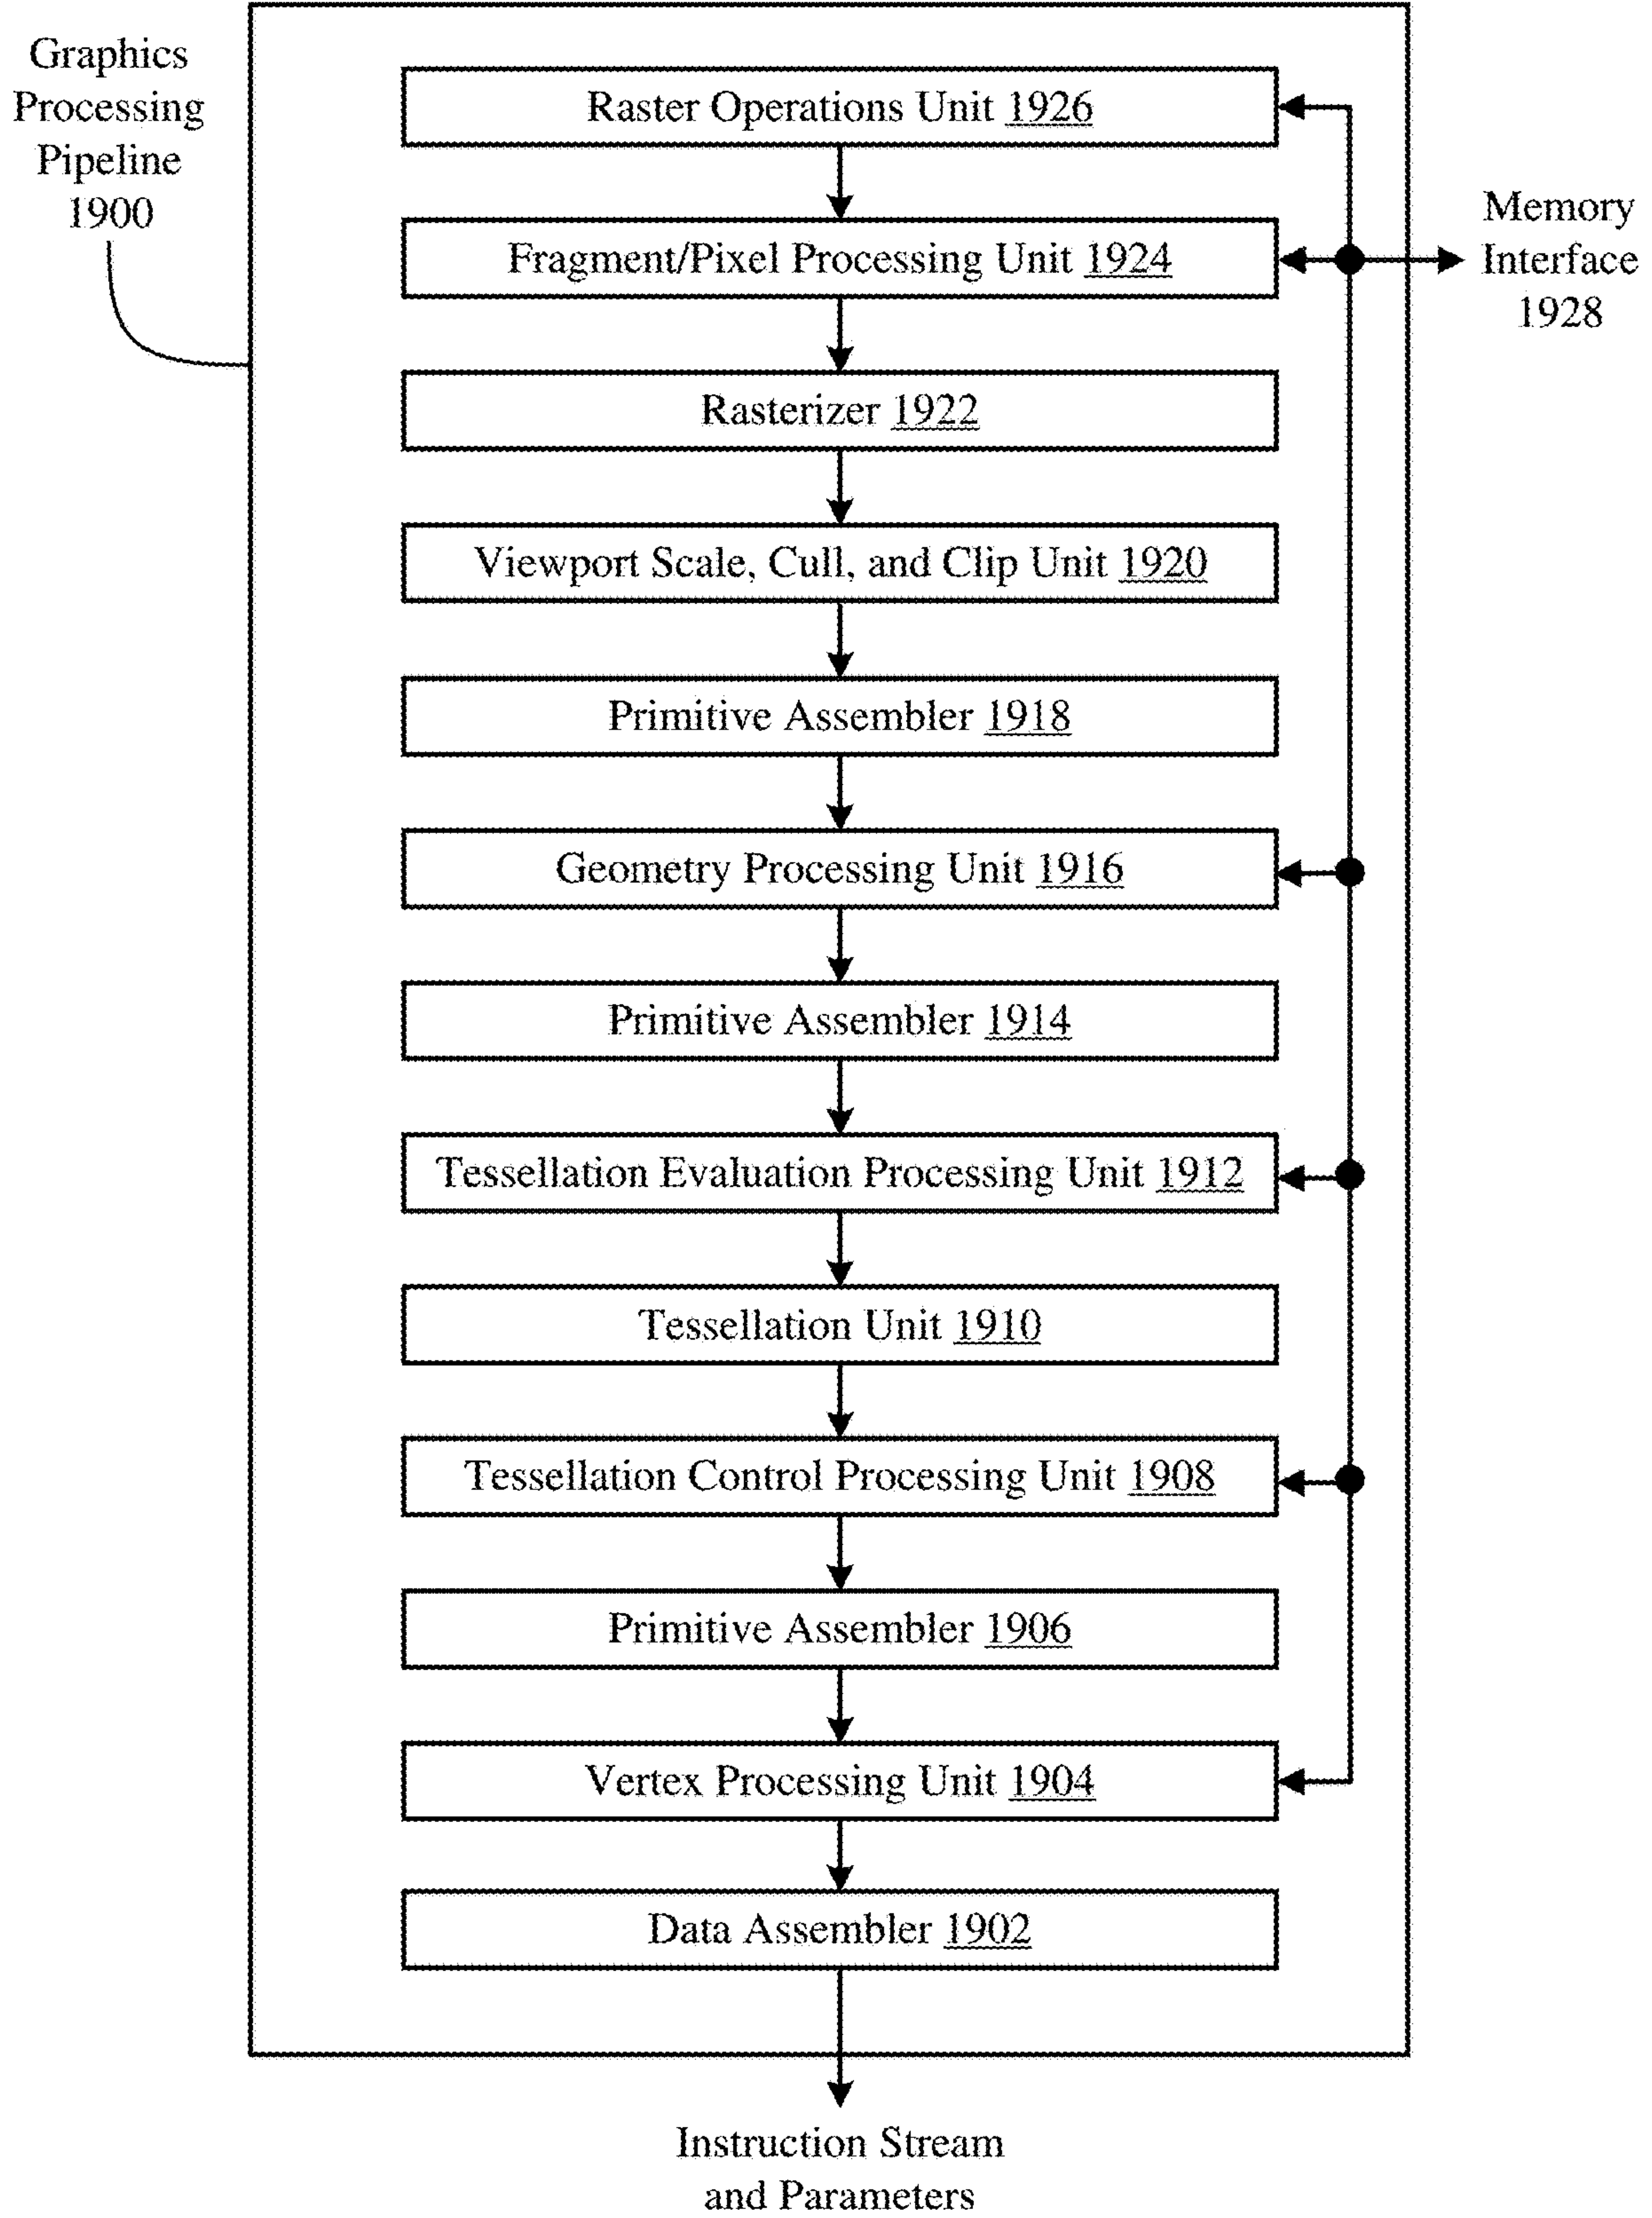 Graphics
Processing
Pipeline
1900
Raster Operations Unit 1926
Fragment/Pixel Processing Unit 1924
Memory
Interface
1928
Rasterizer 1922
Viewport Scale, Cull, and Clip Unit 1920
Primitive Assembler 1918
Geometry Processing Unit 1916
Primitive Assembler 1914
Tessellation Evaluation Processing Unit 1912
Tessellation Unit 1910
Tessellation Control Processing Unit 1908
Primitive Assembler 1906
Vertex Processing Unit 1904
Data Assembler 1902
Instruction Stream
and Parameters